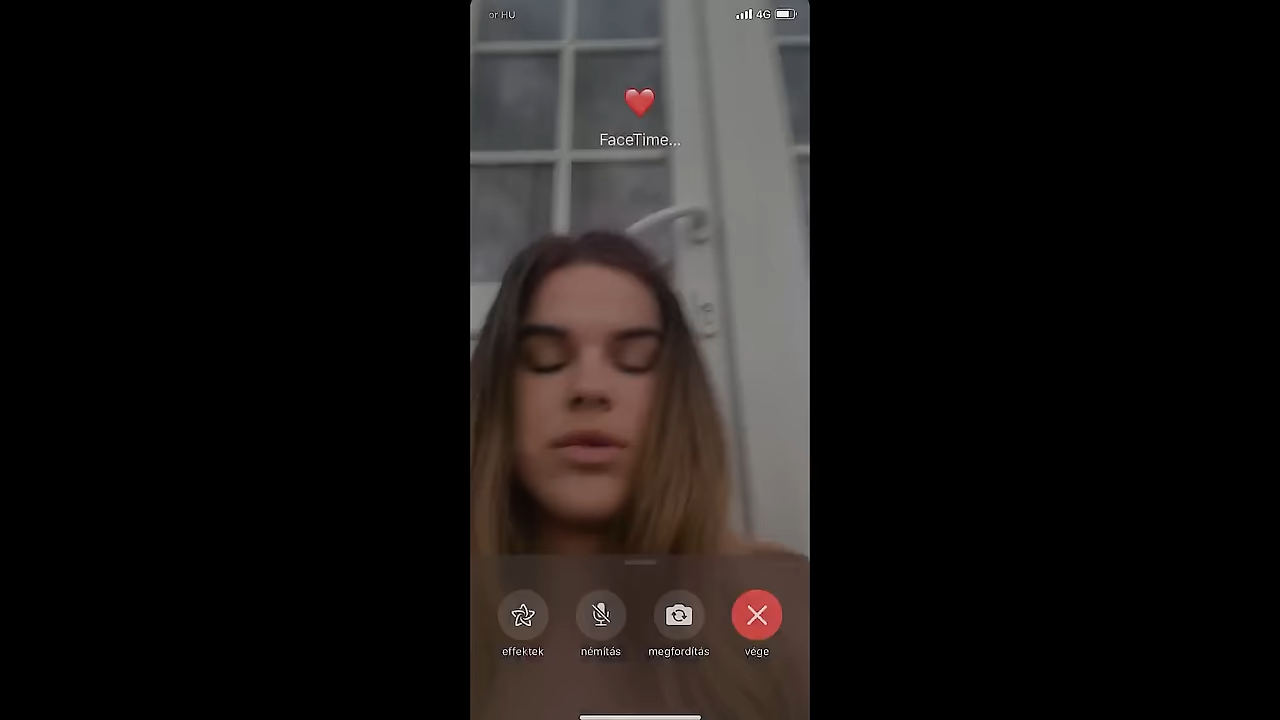 or HU
4G
FaceTime...
effektek
némítás
megfordítás
vége